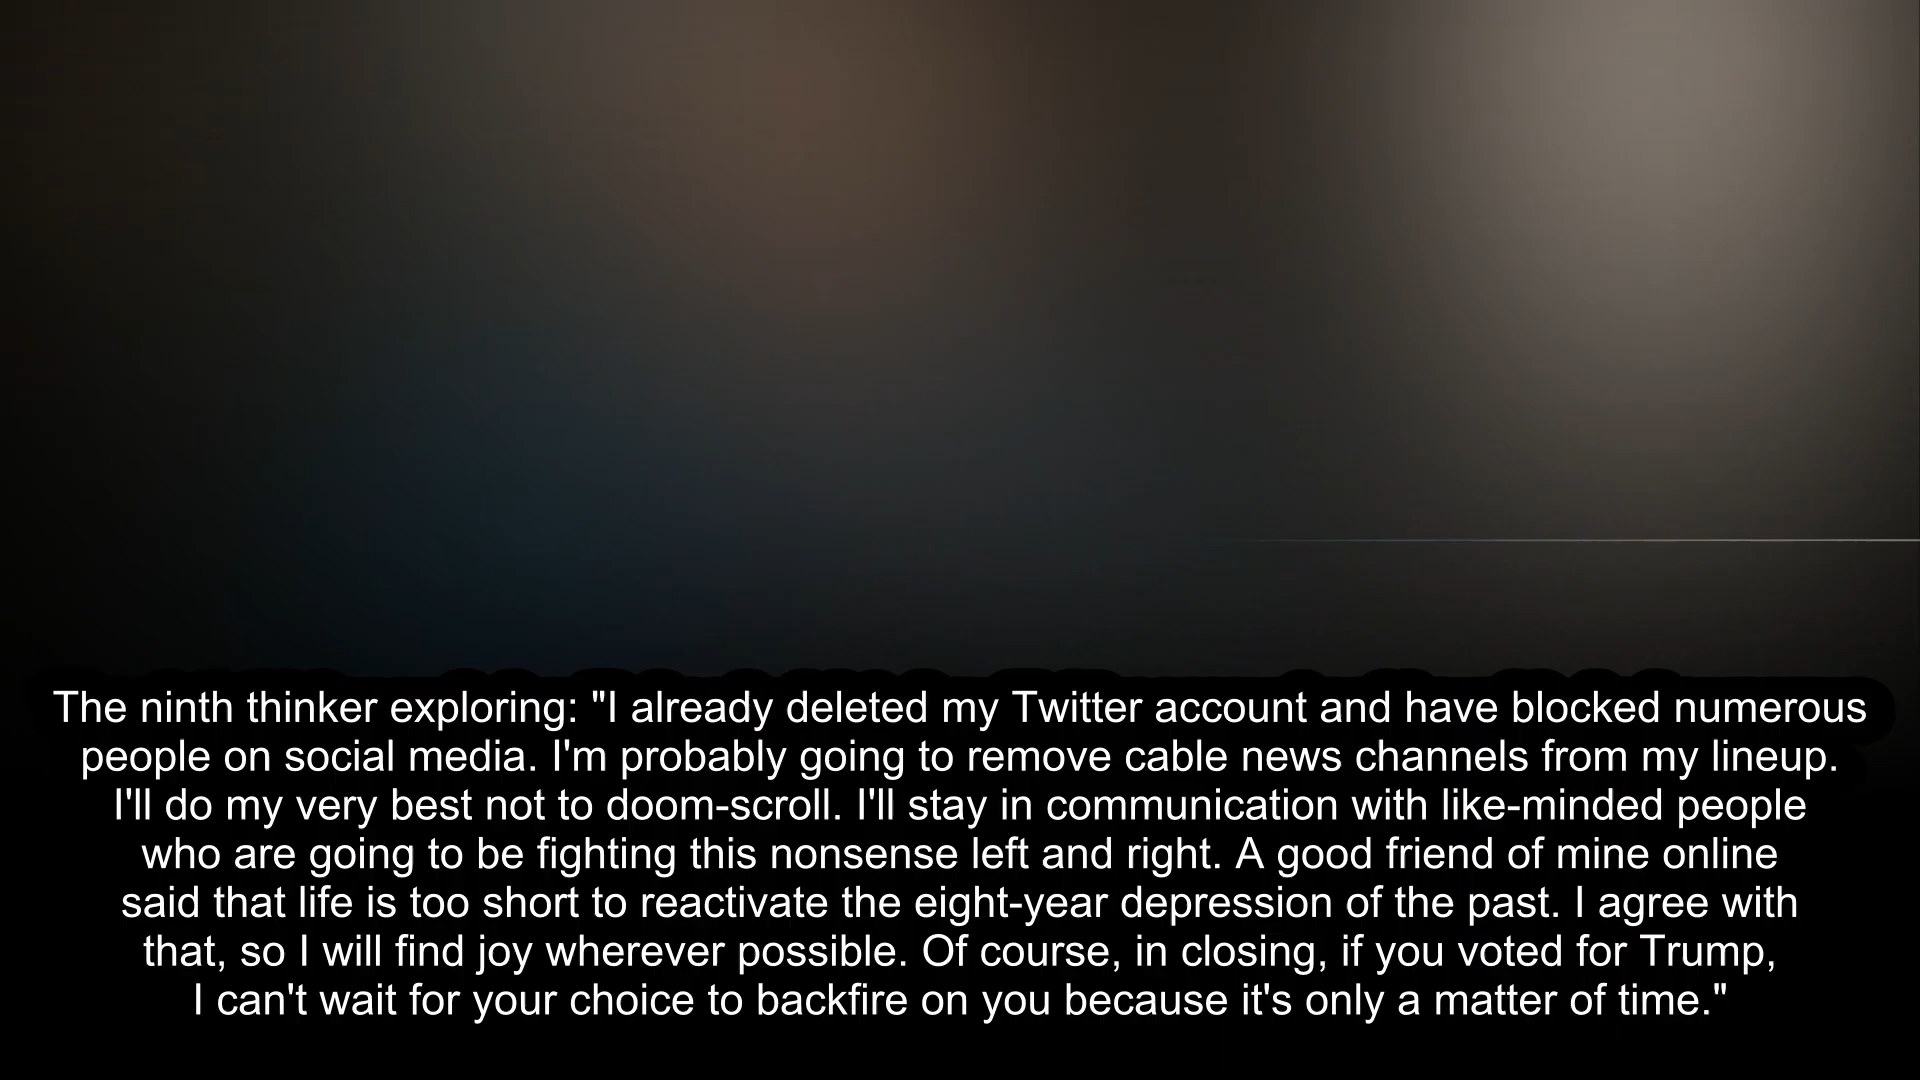 The ninth thinker exploring: "I already deleted my Twitter account and have blocked numerous
people on social media. I'm probably going to remove cable news channels from my lineup.
I'll do my very best not to doom-scroll. I'll stay in communication with like-minded people
who are going to be fighting this nonsense left and right. A good friend of mine online
said that life is too short to reactivate the eight-year depression of the past. I agree with
that, so I will find joy wherever possible. Of course, in closing, if you voted for Trump,
I can't wait for your choice to backfire on you because it's only a matter of time."